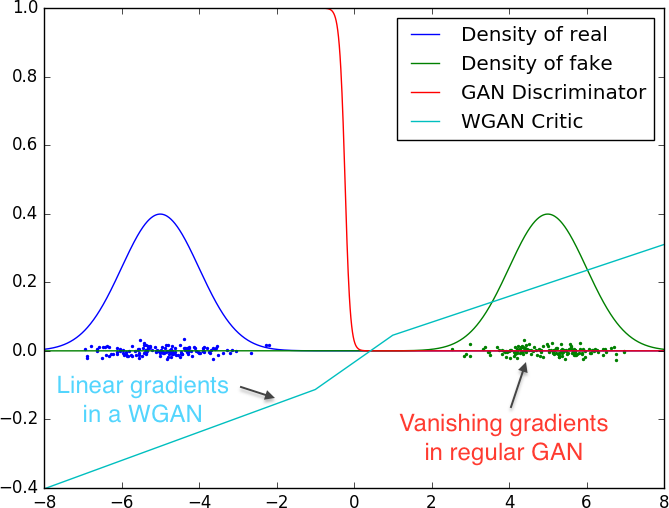 1.0
0.8
0.6
0.4
0.2
0.0
−0.2
−0.4
−8
−6
−4
−2
0
2
4
6
8
Density of real
Density of fake
GAN Discriminator
WGAN Critic
Linear gradients
in a WGAN
Vanishing gradients
in regular GAN